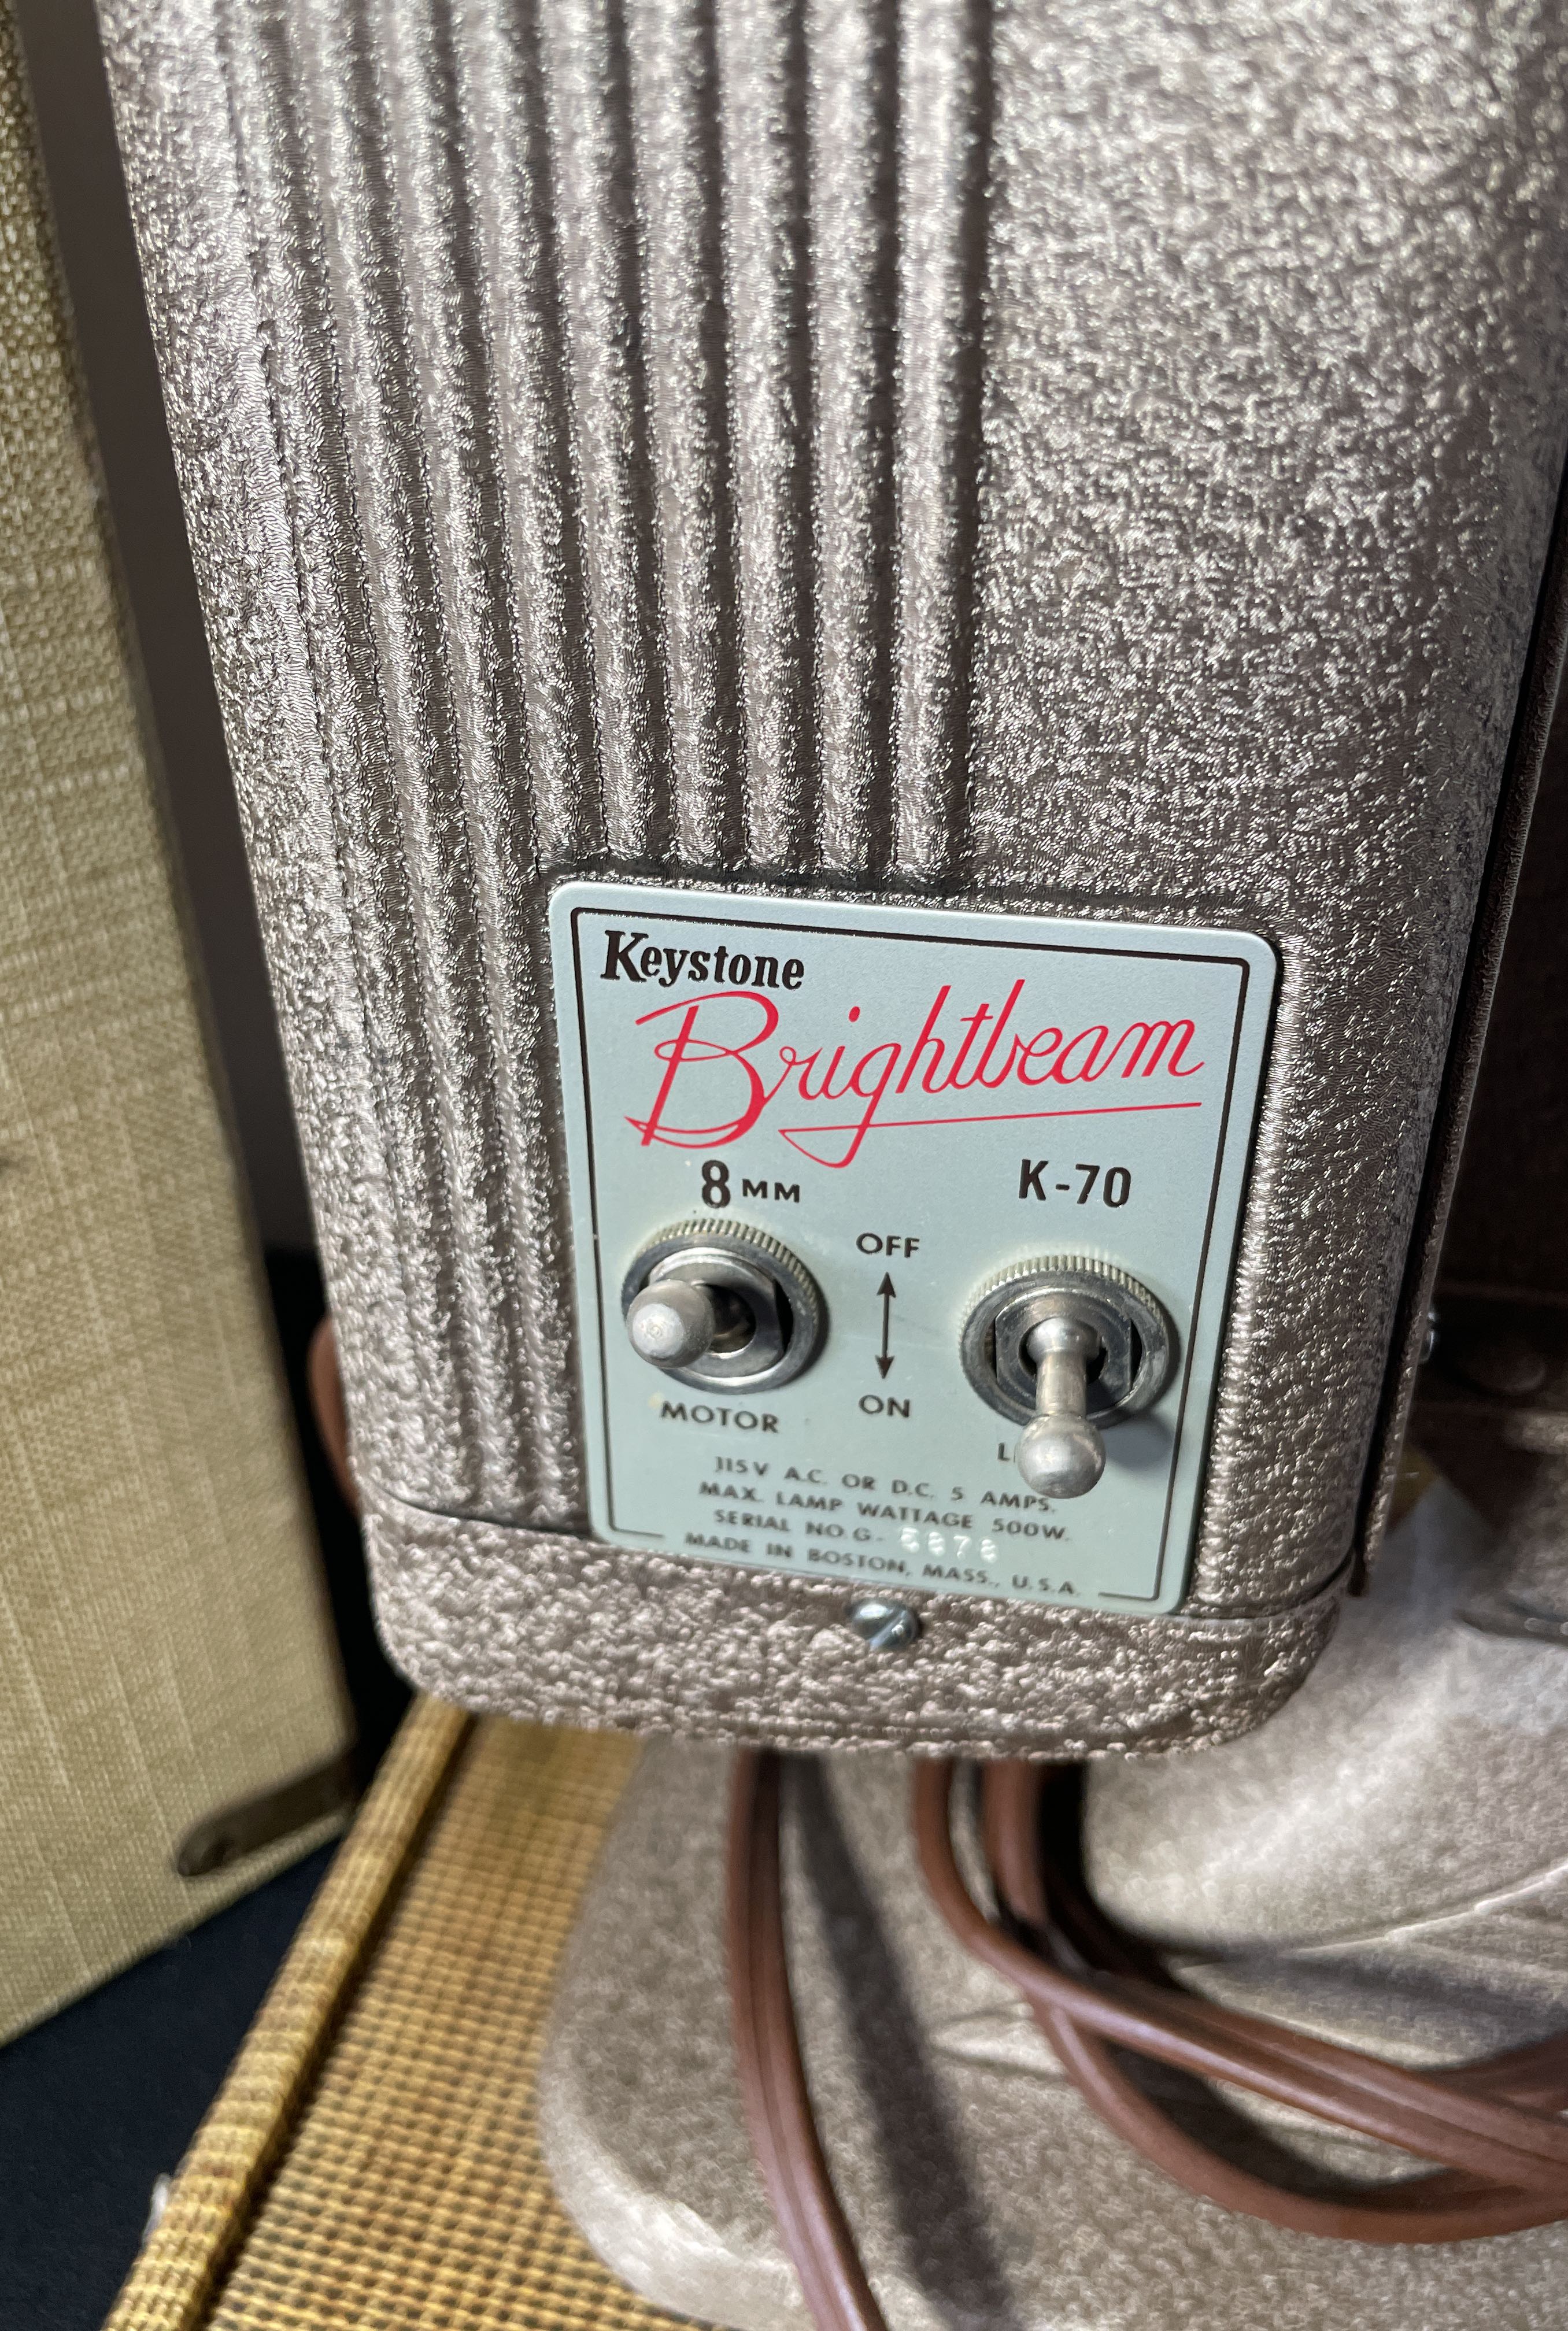 Keystone
Brightbeam
8MM K-70
OFF
ON
MOTOR
115V A.C. OR D.C. 5 AMPS.
MAX. LAMP WATTAGE 500W.
SERIAL NO. G-
MADE IN BOSTON, MASS., U.S.A.